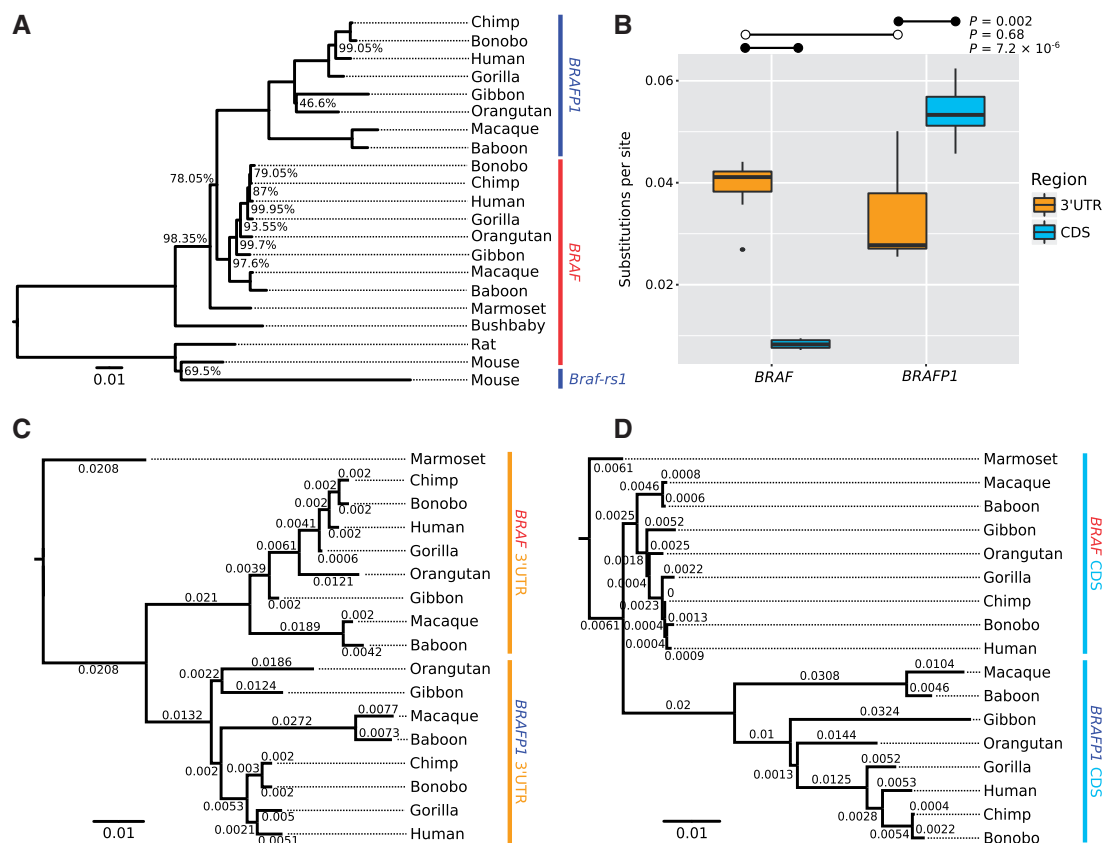 A
Chimp
Bonobo
99.05%
Human
Gorilla
Gibbon
46.6%
Orangutan
Macaque
Baboon
BRAFP1
Bonobo
79.05%
78.05%
Chimp
87%
Human
99.95%
Gorilla
93.55%
Orangutan
98.35%
99.7%
Gibbon
97.6%
Macaque
Baboon
Marmoset
Bushbaby
Rat
Mouse
69.5%
Mouse
BRAF
Braf-rs1
0.01
B
P = 0.002
P = 0.68
P = 7.2 × 10-6
Substitutions per site
0.06
0.04
0.02
BRAF
BRAFP1
Region
3'UTR
CDS
C
0.0208
Marmoset
0.002
Chimp
0.002
Bonobo
0.002
0.002
Human
0.002
0.0041
Gorilla
0.0006
0.0061
Orangutan
0.0121
0.0039
Gibbon
0.002
0.021
Macaque
0.002
0.0189
Baboon
0.0042
BRAF 3'UTR
0.0208
Orangutan
0.0186
0.0022
Gibbon
0.0124
0.0132
Macaque
0.0077
0.0272
Baboon
0.0073
0.002
Chimp
0.002
0.003
Bonobo
0.002
0.0053
Gorilla
0.005
0.0021
Human
0.0051
BRAFP1 3'UTR
0.01
D
Marmoset
0.0061
Macaque
0.0008
0.0046
Baboon
0.0006
0.0025
Gibbon
0.0052
Orangutan
0.0025
0.0018
Gorilla
0.0022
0.0004
Chimp
0
0.0023
Bonobo
0.0013
0.0061
0.0004
Human
0.0004
0.0009
BRAF CDS
Macaque
0.0104
0.0308
Baboon
0.0046
0.02
Gibbon
0.0324
0.01
Orangutan
0.0144
0.0013
Gorilla
0.0052
0.0125
Human
0.0053
0.0028
Chimp
0.0004
0.0054
Bonobo
0.0022
BRAFP1 CDS
0.01